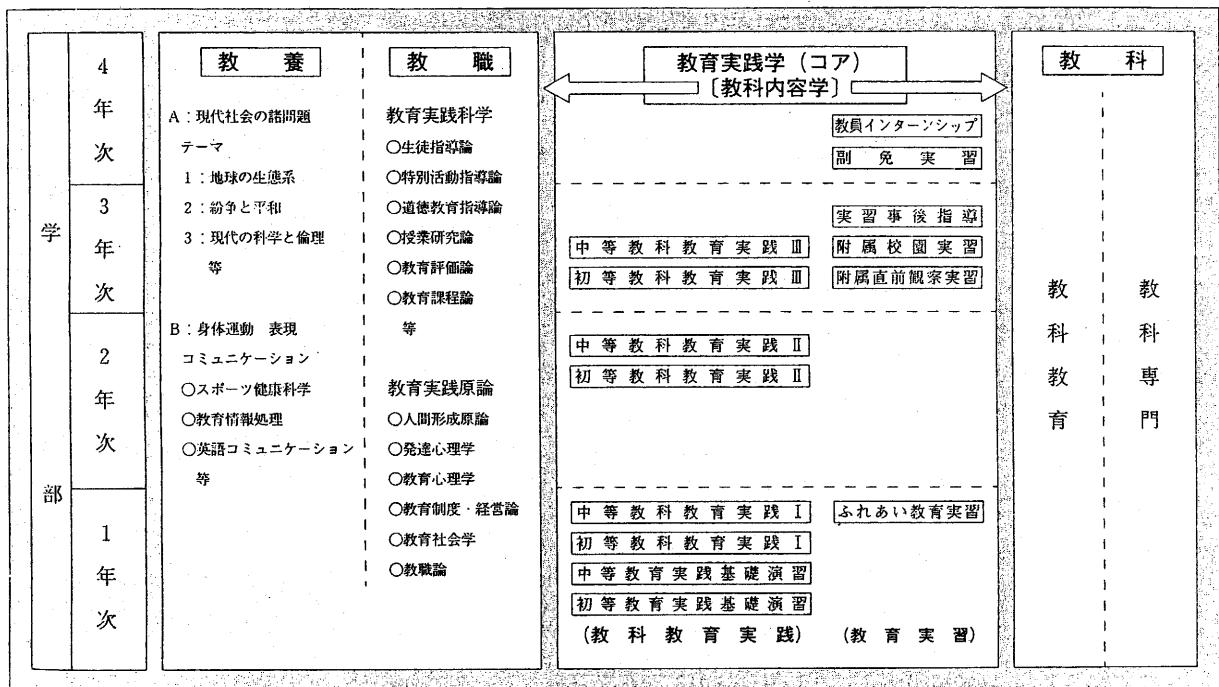 学部
4年次
3年次
2年次
1年次
教養
A：現代社会の諸問題
テーマ
1：地球の生態系
2：紛争と平和
3：現代の科学と倫理
等
B：身体運動　表現
コミュニケーション
○スポーツ健康科学
○教育情報処理
○英語コミュニケーション
等
教職
教育実践科学
○生徒指導論
○特別活動指導論
○道徳教育指導論
○授業研究論
○教育評価論
○教育課程論
等
教育実践原論
○人間形成原論
○発達心理学
○教育心理学
○教育制度・経営論
○教育社会学
○教職論
教育実践学（コア）
〔教科内容学〕
教員インターンシップ
副免実習
実習事後指導
中等教科教育実践Ⅲ
附属校園実習
初等教科教育実践Ⅲ
附属直前観察実習
中等教科教育実践Ⅱ
初等教科教育実践Ⅱ
中等教科教育実践Ⅰ
ふれあい教育実習
初等教科教育実践Ⅰ
中等教育実践基礎演習
初等教育実践基礎演習
（教科教育実践）
（教育実習）
教科
教科教育
教科専門